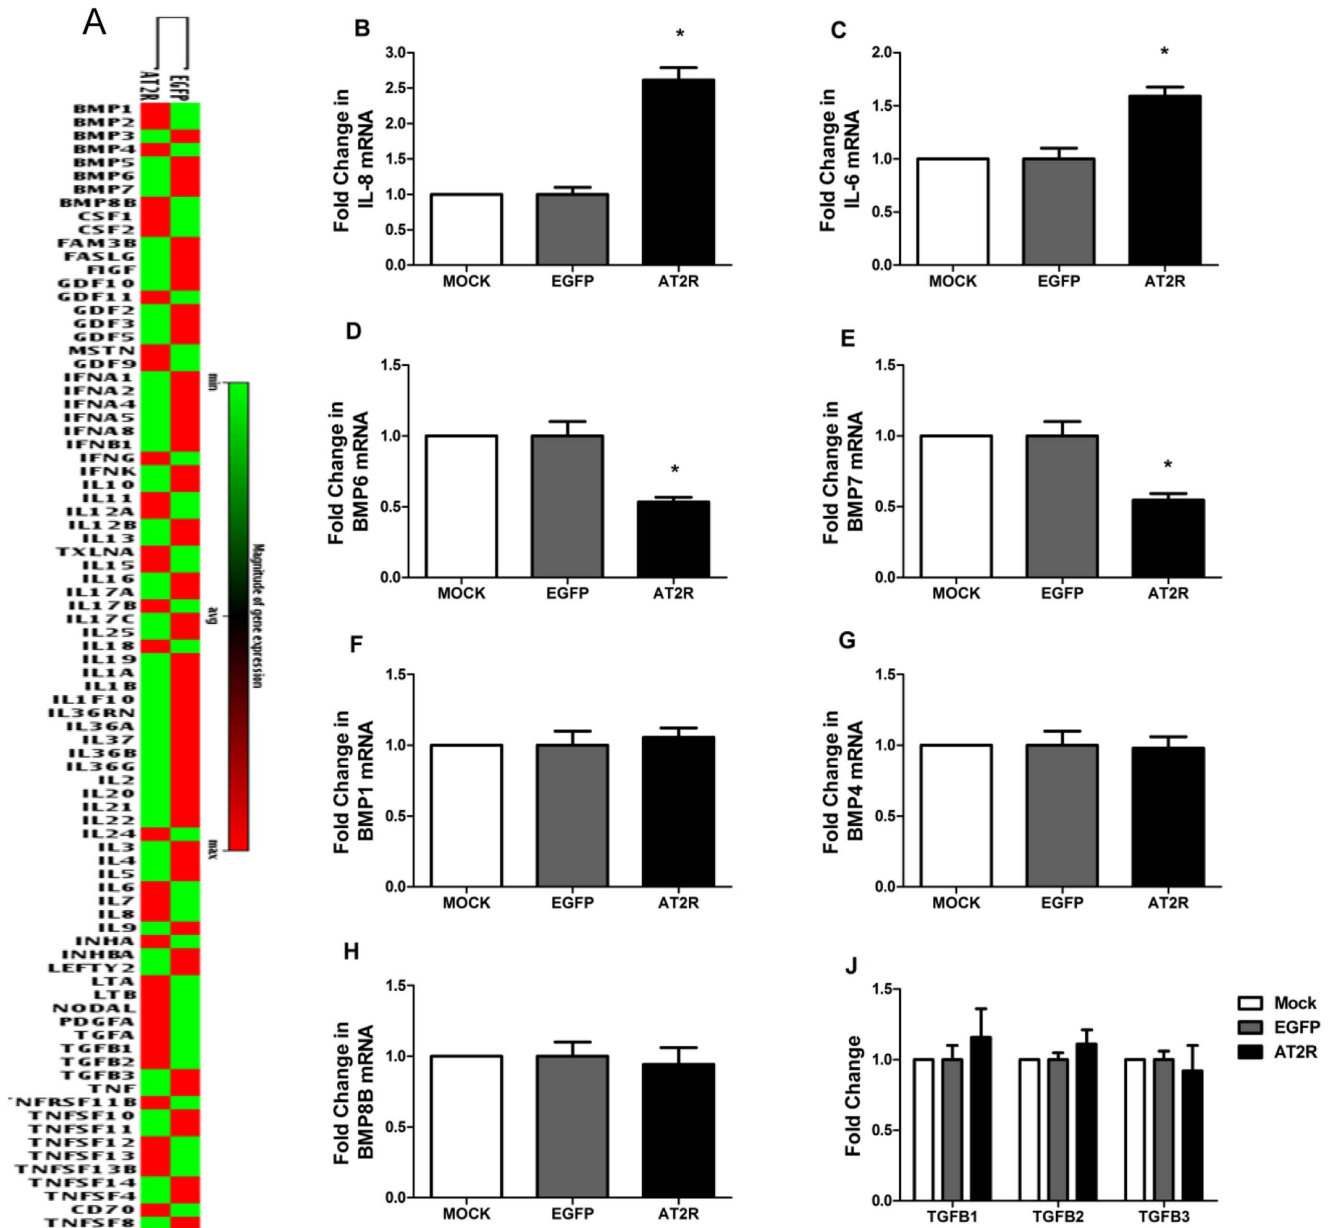 A
AT2R
EGFP
BMP1
BMP2
BMP3
BMP4
BMP5
BMP6
BMP7
BMP8B
CSF1
CSF2
FAM3B
FASLG
FIGF
GDF10
GDF11
GDF2
GDF3
GDF5
MSTN
GDF9
IFNA1
IFNA2
IFNA4
IFNA5
IFNA8
IFNB1
IFNG
IFNK
IL10
IL11
IL12A
IL12B
IL13
TXLNA
IL15
IL16
IL17A
IL17B
IL17C
IL25
IL18
IL19
IL1A
IL1B
IL1F10
IL36RN
IL36A
IL37
IL36B
IL36G
IL2
IL20
IL21
IL22
IL24
IL3
IL4
IL5
IL6
IL7
IL8
IL9
INHA
INHBA
LEFTY2
LTA
LTB
NODAL
PDGFA
TGFA
TGFB1
TGFB2
TGFB3
TNF
NFRSF11B
TNFSF10
TNFSF11
TNFSF12
TNFSF13
TNFSF13B
TNFSF14
TNFSF4
CD70
TNFSF8
min
avg
max
Magnitude of gene expression
B
Fold Change in
IL-8 mRNA
3.0
2.5
2.0
1.5
1.0
0.5
0.0
*
MOCK EGFP AT2R
C
Fold Change in
IL-6 mRNA
2.0
1.5
1.0
0.5
0.0
*
MOCK EGFP AT2R
D
Fold Change in
BMP6 mRNA
1.5
1.0
0.5
0.0
*
MOCK EGFP AT2R
E
Fold Change in
BMP7 mRNA
1.5
1.0
0.5
0.0
*
MOCK EGFP AT2R
F
Fold Change in
BMP1 mRNA
1.5
1.0
0.5
0.0
MOCK EGFP AT2R
G
Fold Change in
BMP4 mRNA
1.5
1.0
0.5
0.0
MOCK EGFP AT2R
H
Fold Change in
BMP8B mRNA
1.5
1.0
0.5
0.0
MOCK EGFP AT2R
J
Fold Change
1.5
1.0
0.5
0.0
TGFB1 TGFB2 TGFB3
Mock
EGFP
AT2R